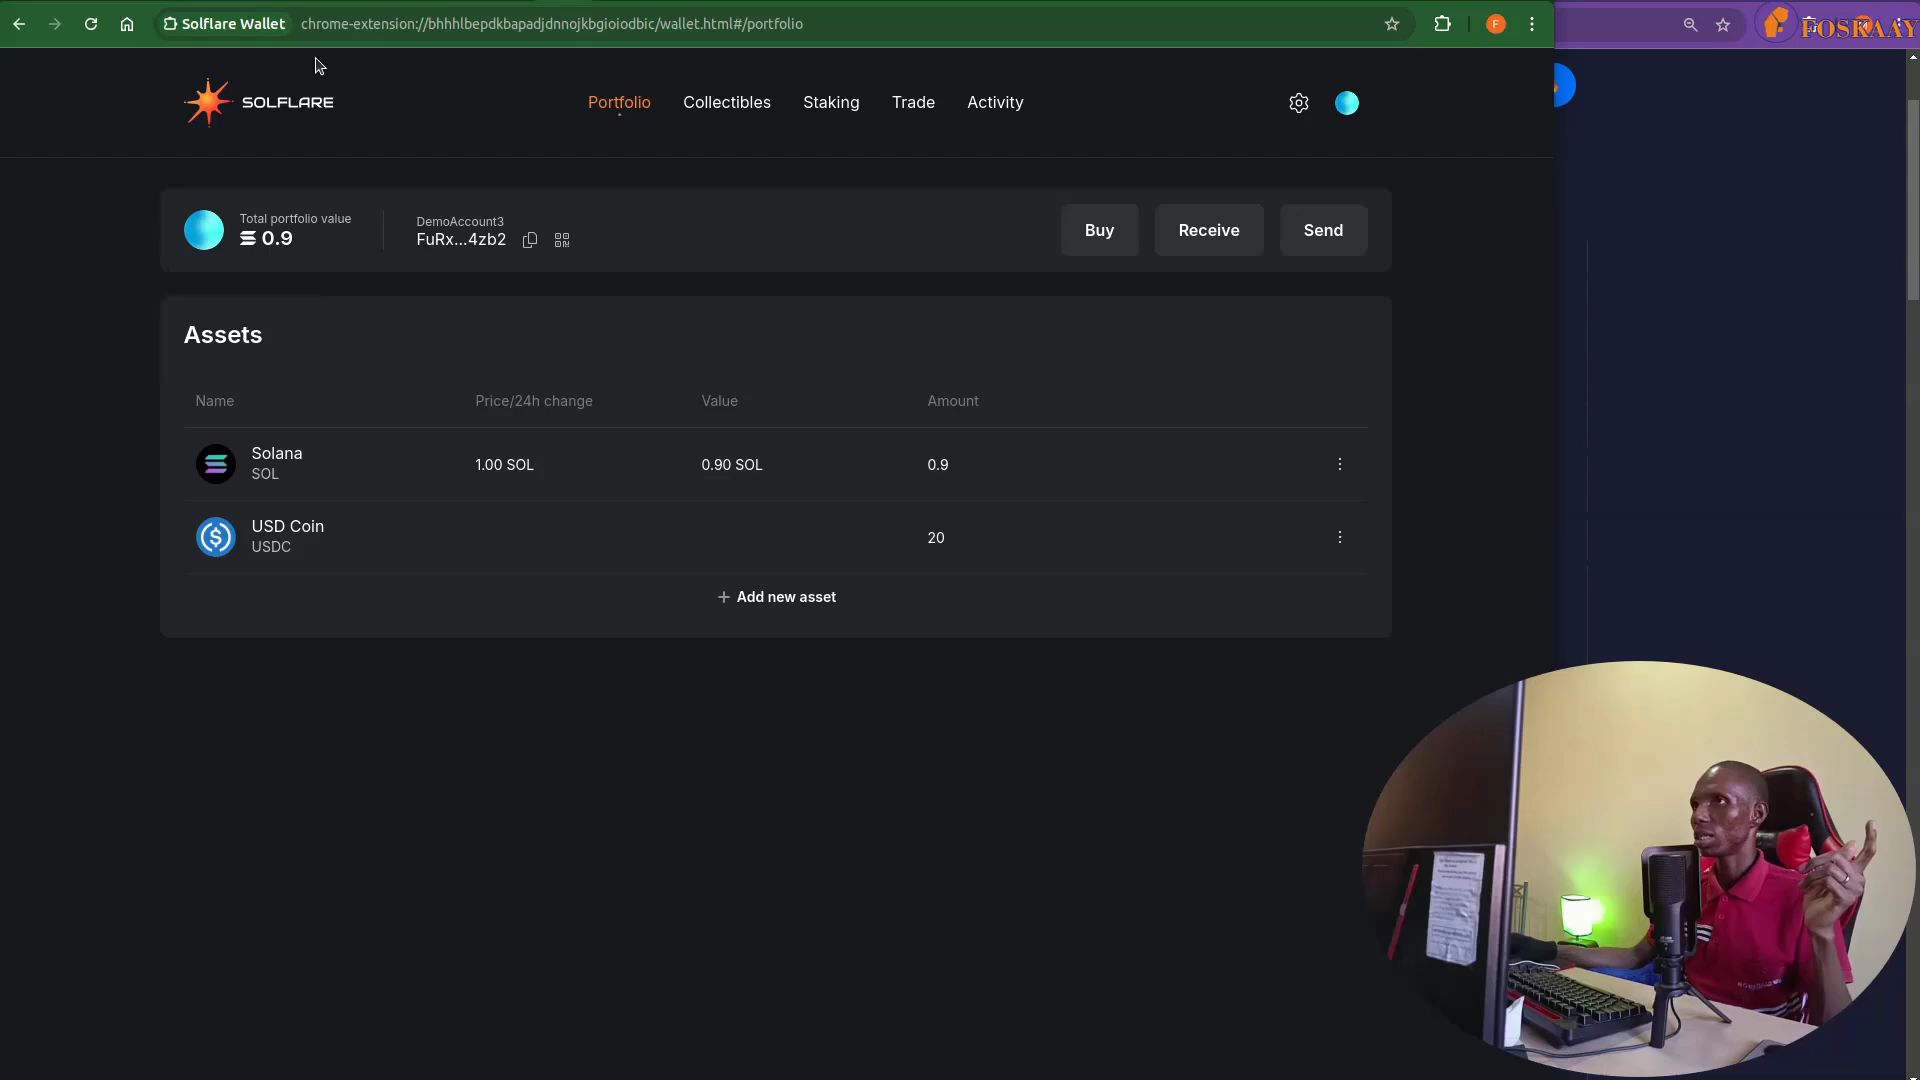 Solflare Wallet chrome-extension://bhhhlbepdkbapadjdnnojkbgioiodbic/wallet.html#/portfolio
F
FOSRAAY
SOLFLARE
Portfolio
Collectibles
Staking
Trade
Activity
Total portfolio value
0.9
DemoAccount3
FuRx...4zb2
Buy
Receive
Send
Assets
Name Price/24h change Value Amount
Solana
SOL
1.00 SOL 0.90 SOL 0.9
USD Coin
USDC
20
Add new asset